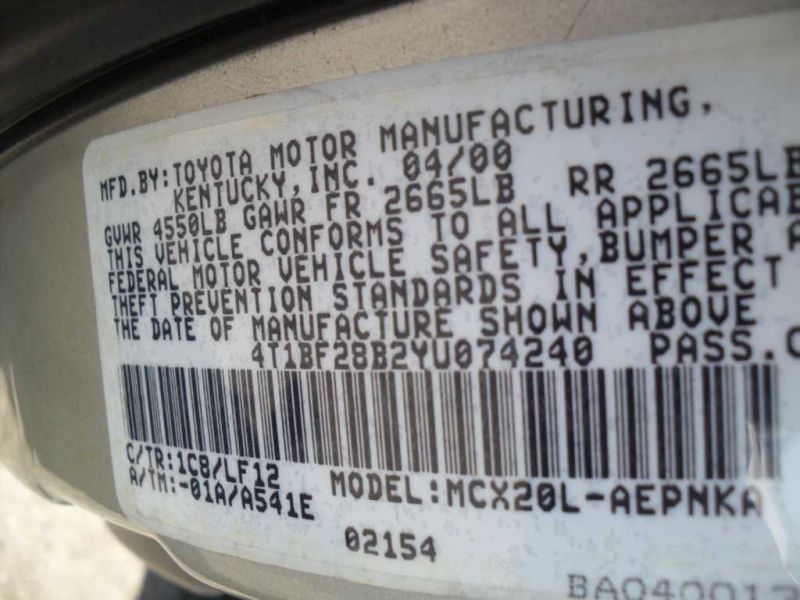 MFD.BY:TOYOTA MOTOR MANUFACTURING,
KENTUCKY,INC. 04/00
GVWR 4550LB GAWR FR 2665LB RR 2665LB
THIS VEHICLE CONFORMS TO ALL
FEDERAL MOTOR VEHICLE SAFETY,BUMPER
THEFT PREVENTION STANDARDS IN EFFECT
THE DATE OF MANUFACTURE SHOWN ABOVE
4T1BF28B2YU074240 PASS.
C/TR:1C8/LF12
A/TM:-01A/A541E
MODEL:MCX20L-AEPNKA
02154